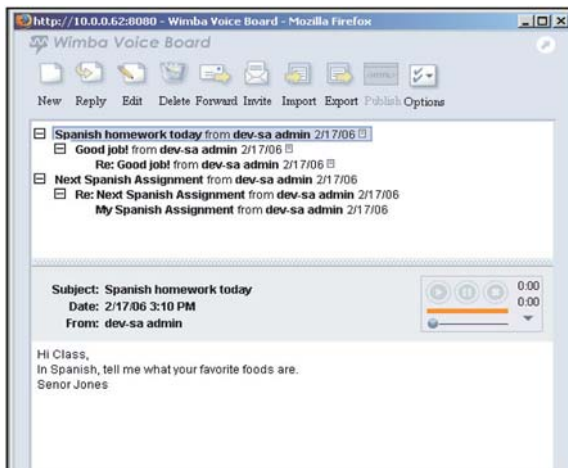 http://10.0.0.62:8080 - Wimba Voice Board - Mozilla Firefox
Wimba Voice Board
New Reply Edit Delete Forward Invite Import Export Publish Options
Spanish homework today from dev-sa admin 2/17/06
Good job! from dev-sa admin 2/17/06
Re: Good job! from dev-sa admin 2/17/06
Next Spanish Assignment from dev-sa admin 2/17/06
Re: Next Spanish Assignment from dev-sa admin 2/17/06
My Spanish Assignment from dev-sa admin 2/17/06
Subject: Spanish homework today
Date: 2/17/06 3:10 PM
From: dev-sa admin
0:00
0:00
Hi Class,
In Spanish, tell me what your favorite foods are.
Senor Jones